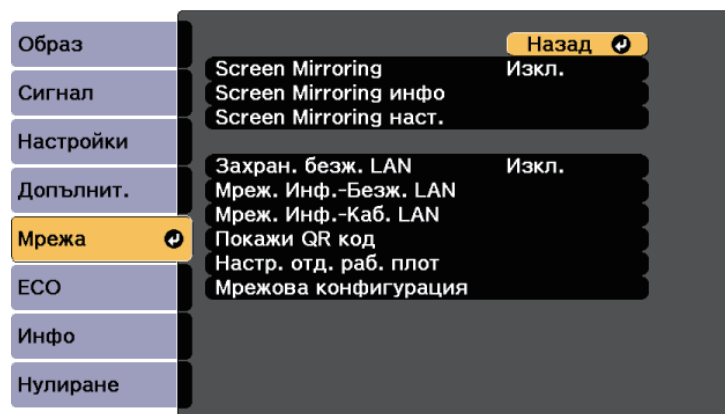 Образ
Сигнал
Настройки
Допълнит.
Мрежа
ECO
Инфо
Нулиране
Назад
Screen Mirroring Изкл.
Screen Mirroring инфо
Screen Mirroring наст.
Захран. безж. LAN Изкл.
Мреж. Инф.-Безж. LAN
Мреж. Инф.-Каб. LAN
Покажи QR код
Настр. отд. раб. плот
Мрежова конфигурация